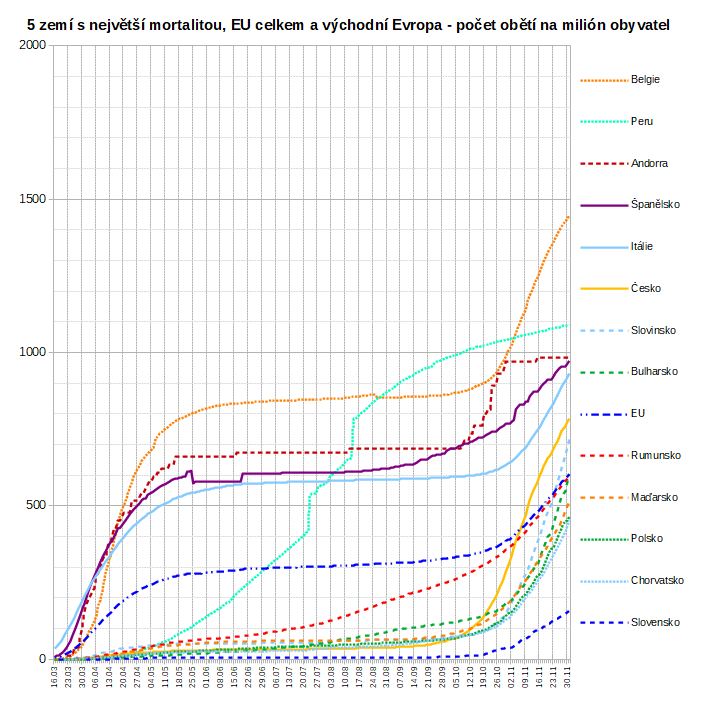 5 zemí s největší mortalitou, EU celkem a východní Evropa - počet obětí na milión obyvatel
2000
1500
1000
500
0
Belgie
Peru
Andorra
Španělsko
Itálie
Česko
Slovinsko
Bulharsko
EU
Rumunsko
Maďarsko
Polsko
Chorvatsko
Slovensko
16.03
23.03
30.03
06.04
13.04
20.04
27.04
04.05
11.05
18.05
25.05
01.06
08.06
15.06
22.06
29.06
06.07
13.07
20.07
27.07
03.08
10.08
17.08
24.08
31.08
07.09
14.09
21.09
28.09
05.10
12.10
19.10
26.10
02.11
09.11
16.11
23.11
30.11